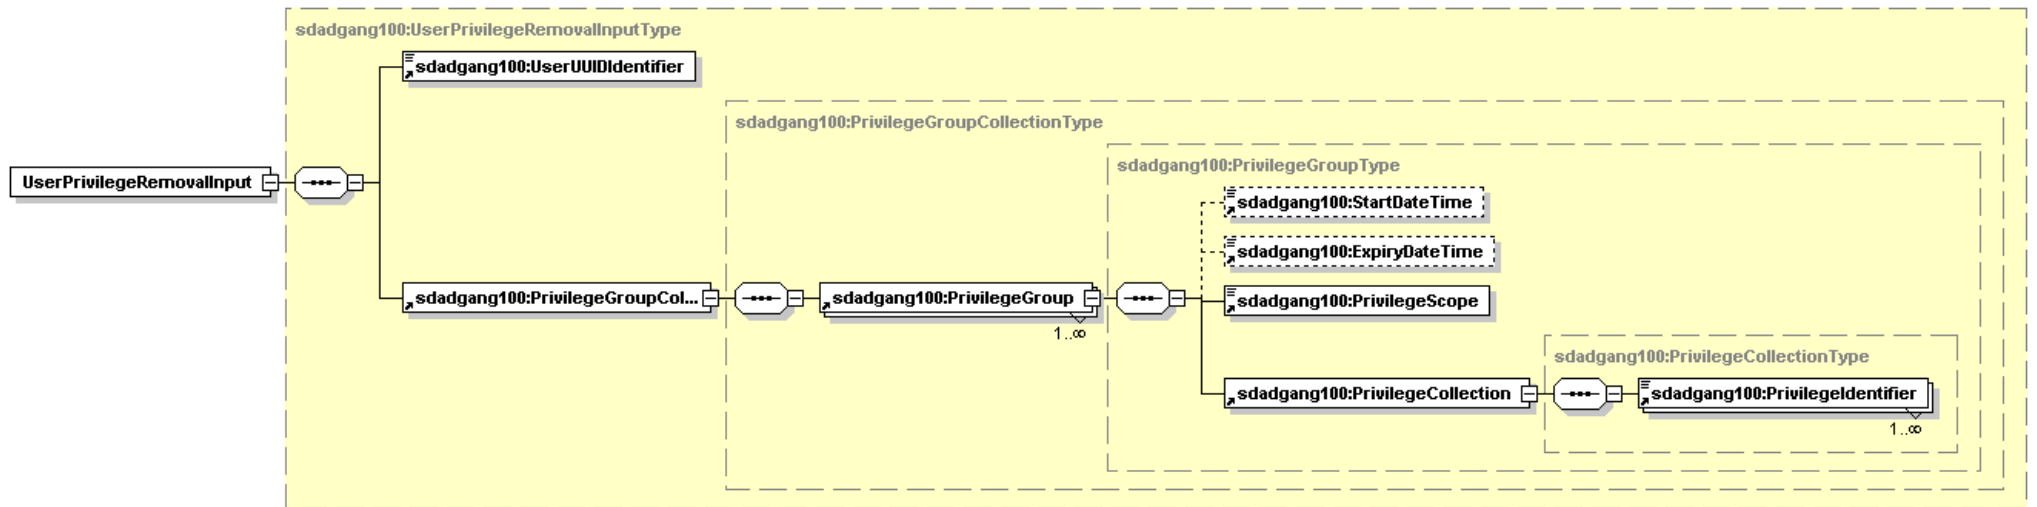 sdadgang100:UserPrivilegeRemovalInputType
sdadgang100:UserUUIDIdentifier
sdadgang100:PrivilegeGroupCollectionType
sdadgang100:PrivilegeGroupType
UserPrivilegeRemovalInput
sdadgang100:StartDateTime
sdadgang100:ExpiryDateTime
sdadgang100:PrivilegeGroupCol...
sdadgang100:PrivilegeGroup
1..∞
sdadgang100:PrivilegeScope
sdadgang100:PrivilegeCollectionType
sdadgang100:PrivilegeCollection
sdadgang100:PrivilegeIdentifier
1..∞